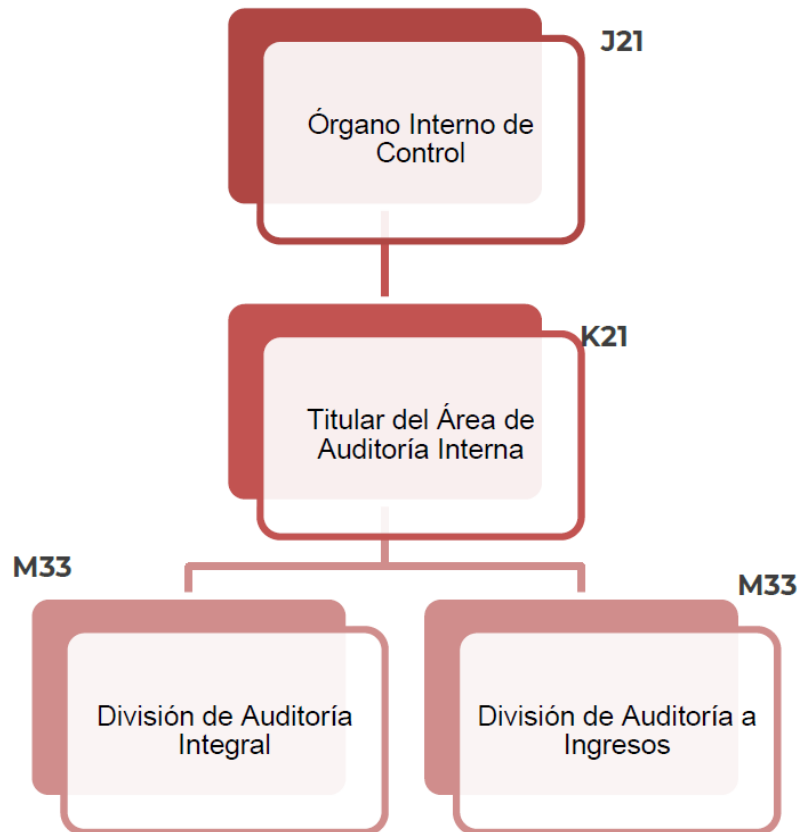 J21
Órgano Interno de
Control
K21
Titular del Área de
Auditoría Interna
M33
M33
División de Auditoría
Integral
División de Auditoría a
Ingresos